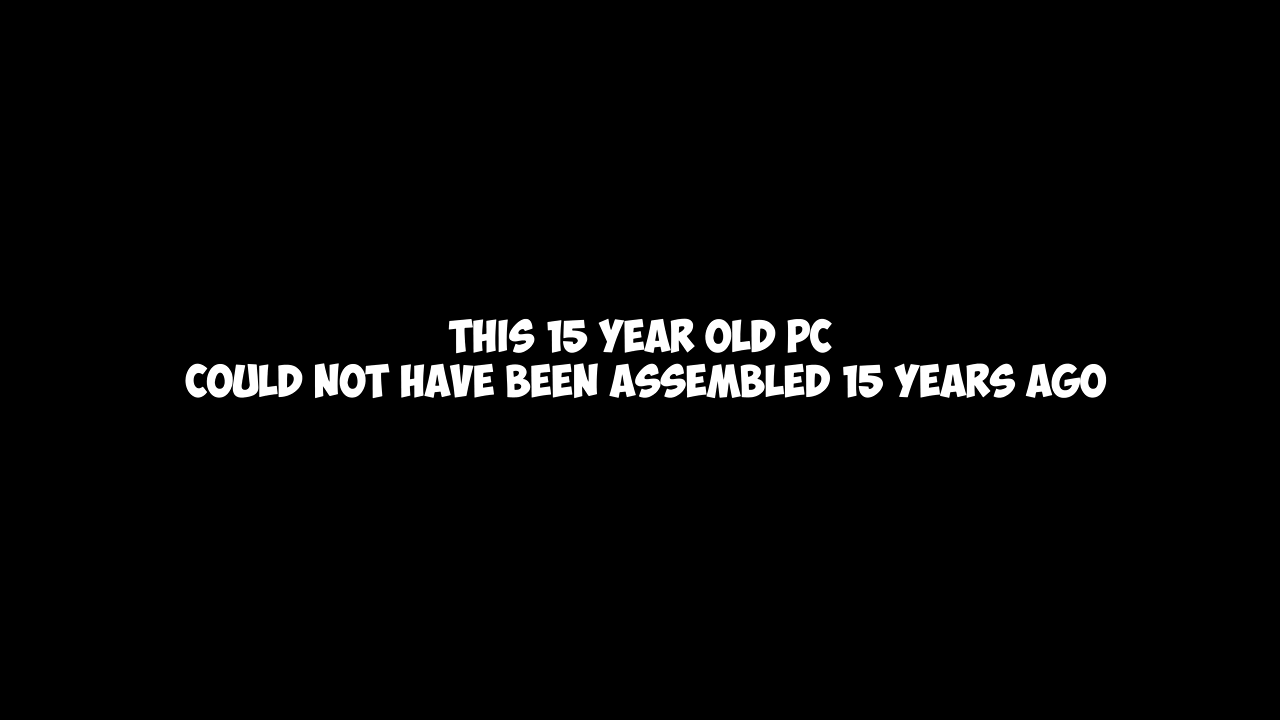 THIS 15 YEAR OLD PC
COULD NOT HAVE BEEN ASSEMBLED 15 YEARS AGO